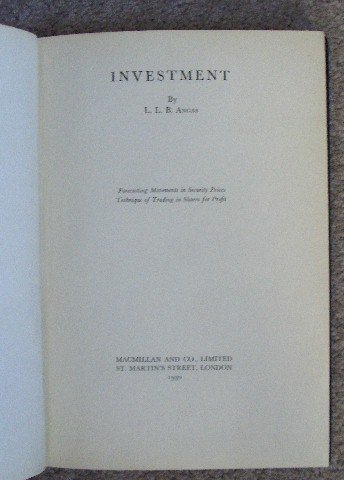 INVESTMENT
By
L. L. B. ANGAS
Forecasting Movements in Security Prices
Technique of Trading in Shares for Profit
MACMILLAN AND CO., LIMITED
ST. MARTIN'S STREET, LONDON
1930